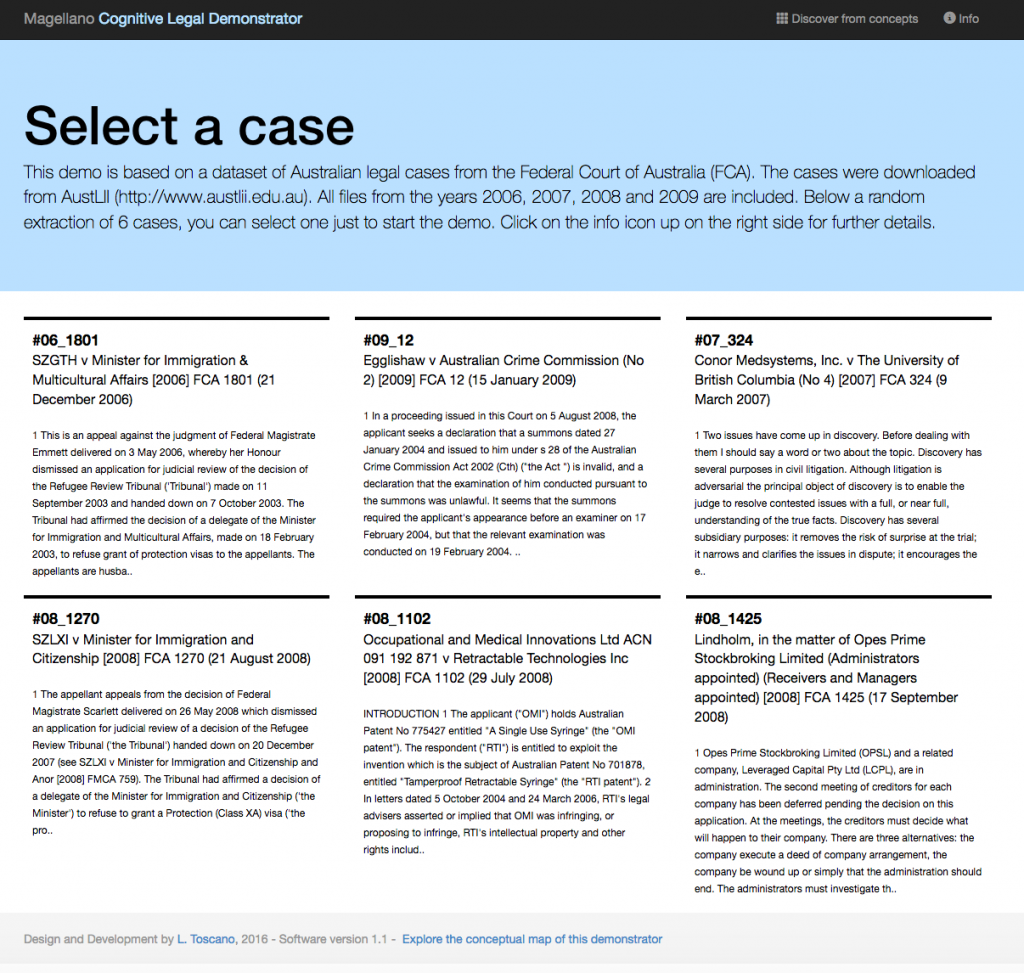 Magellano Cognitive Legal Demonstrator
Discover from concepts
Info
Select a case
This demo is based on a dataset of Australian legal cases from the Federal Court of Australia (FCA). The cases were downloaded
from AustLII (http://www.austlii.edu.au). All files from the years 2006, 2007, 2008 and 2009 are included. Below a random
extraction of 6 cases, you can select one just to start the demo. Click on the info icon up on the right side for further details.
#06_1801
SZGTH v Minister for Immigration &
Multicultural Affairs [2006] FCA 1801 (21
December 2006)
1 This is an appeal against the judgment of Federal Magistrate
Emmett delivered on 3 May 2006, whereby her Honour
dismissed an application for judicial review of the decision of
the Refugee Review Tribunal ('Tribunal') made on 11
September 2003 and handed down on 7 October 2003. The
Tribunal had affirmed the decision of a delegate of the Minister
for Immigration and Multicultural Affairs, made on 18 February
2003, to refuse grant of protection visas to the appellants. The
appellants are husba..
#09_12
Egglishaw v Australian Crime Commission (No
2) [2009] FCA 12 (15 January 2009)
1 In a proceeding issued in this Court on 5 August 2008, the
applicant seeks a declaration that a summons dated 27
January 2004 and issued to him under s 28 of the Australian
Crime Commission Act 2002 (Cth) ("the Act ") is invalid, and a
declaration that the examination of him conducted pursuant to
the summons was unlawful. It seems that the summons
required the applicant's appearance before an examiner on 17
February 2004, but that the relevant examination was
conducted on 19 February 2004. ..
#07_324
Conor Medsystems, Inc. v The University of
British Columbia (No 4) [2007] FCA 324 (9
March 2007)
1 Two issues have come up in discovery. Before dealing with
them I should say a word or two about the topic. Discovery has
several purposes in civil litigation. Although litigation is
adversarial the principal object of discovery is to enable the
judge to resolve contested issues with a full, or near full,
understanding of the true facts. Discovery has several
subsidiary purposes: it removes the risk of surprise at the trial;
it narrows and clarifies the issues in dispute; it encourages the
e..
#08_1270
SZLXI v Minister for Immigration and
Citizenship [2008] FCA 1270 (21 August 2008)
1 The appellant appeals from the decision of Federal
Magistrate Scarlett delivered on 26 May 2008 which dismissed
an application for judicial review of a decision of the Refugee
Review Tribunal ('the Tribunal') handed down on 20 December
2007 (see SZLXI v Minister for Immigration and Citizenship and
Anor [2008] FMCA 759). The Tribunal had affirmed a decision of
a delegate of the Minister for Immigration and Citizenship ('the
Minister') to refuse to grant a Protection (Class XA) visa ('the
pro..
#08_1102
Occupational and Medical Innovations Ltd ACN
091 192 871 v Retractable Technologies Inc
[2008] FCA 1102 (29 July 2008)
INTRODUCTION 1 The applicant ("OMI") holds Australian
Patent No 775427 entitled "A Single Use Syringe" (the "OMI
patent"). The respondent ("RTI") is entitled to exploit the
invention which is the subject of Australian Patent No 701878,
entitled "Tamperproof Retractable Syringe" (the "RTI patent"). 2
In letters dated 5 October 2004 and 24 March 2006, RTI's legal
advisers asserted or implied that OMI was infringing, or
proposing to infringe, RTI's intellectual property and other
rights includ..
#08_1425
Lindholm, in the matter of Opes Prime
Stockbroking Limited (Administrators
appointed) (Receivers and Managers
appointed) [2008] FCA 1425 (17 September
2008)
1 Opes Prime Stockbroking Limited (OPSL) and a related
company, Leveraged Capital Pty Ltd (LCPL), are in
administration. The second meeting of creditors for each
company has been deferred pending the decision on this
application. At the meetings, the creditors must decide what
will happen to their company. There are three alternatives: the
company execute a deed of company arrangement, the
company be wound up or simply that the administration should
end. The administrators must investigate th..
Design and Development by L. Toscano, 2016 - Software version 1.1 - Explore the conceptual map of this demonstrator